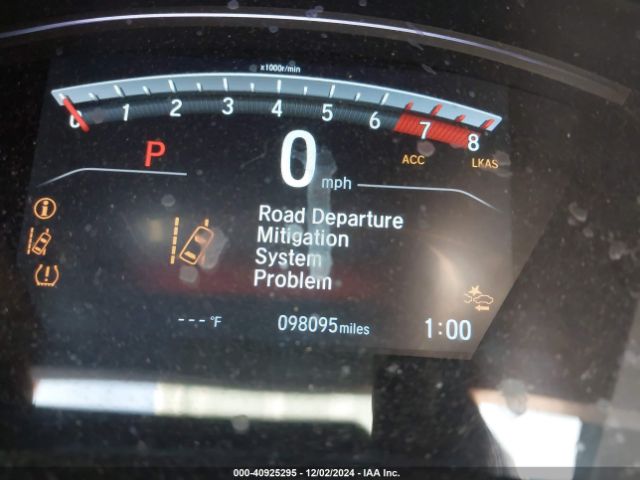 x1000r/min
0 1 2 3 4 5 6 7 8
P 0 mph ACC LKAS
Road Departure
Mitigation
System
Problem
---°F 098095 miles 1:00
000-40925295 - 12/02/2024 - IAA Inc.